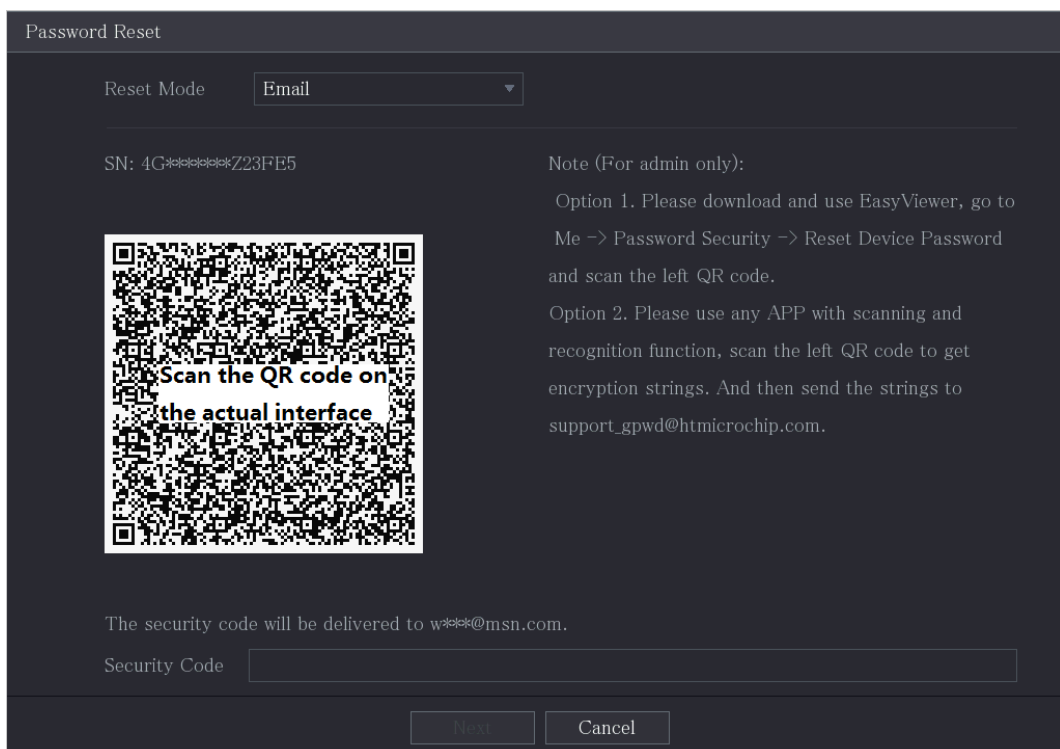 Password Reset
Reset Mode
Email
SN: 4G*******Z23FE5
Note (For admin only):
Option 1. Please download and use EasyViewer, go to
Me -> Password Security -> Reset Device Password
and scan the left QR code.
Option 2. Please use any APP with scanning and
recognition function, scan the left QR code to get
encryption strings. And then send the strings to
support_gpwd@htmicrochip.com.
Scan the QR code on
the actual interface
The security code will be delivered to w***@msn.com.
Security Code
Next
Cancel